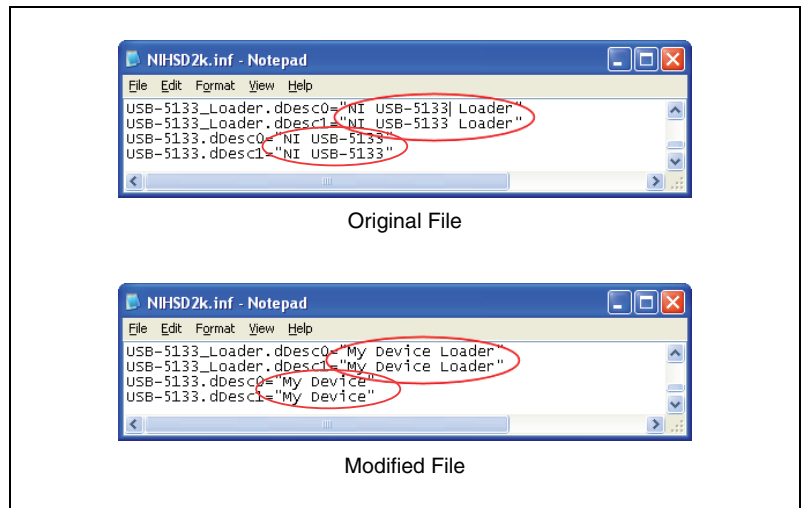 NIHSD2k.inf - Notepad
File Edit Format View Help
USB-5133_Loader.dDesc0="NI USB-5133 Loader"
USB-5133_Loader.dDesc1="NI USB-5133 Loader"
USB-5133.dDesc0="NI USB-5133"
USB-5133.dDesc1="NI USB-5133"
Original File
NIHSD2k.inf - Notepad
File Edit Format View Help
USB-5133_Loader.dDesc0="My Device Loader"
USB-5133_Loader.dDesc1="My Device Loader"
USB-5133.dDesc0="My Device"
USB-5133.dDesc1="My Device"
Modified File